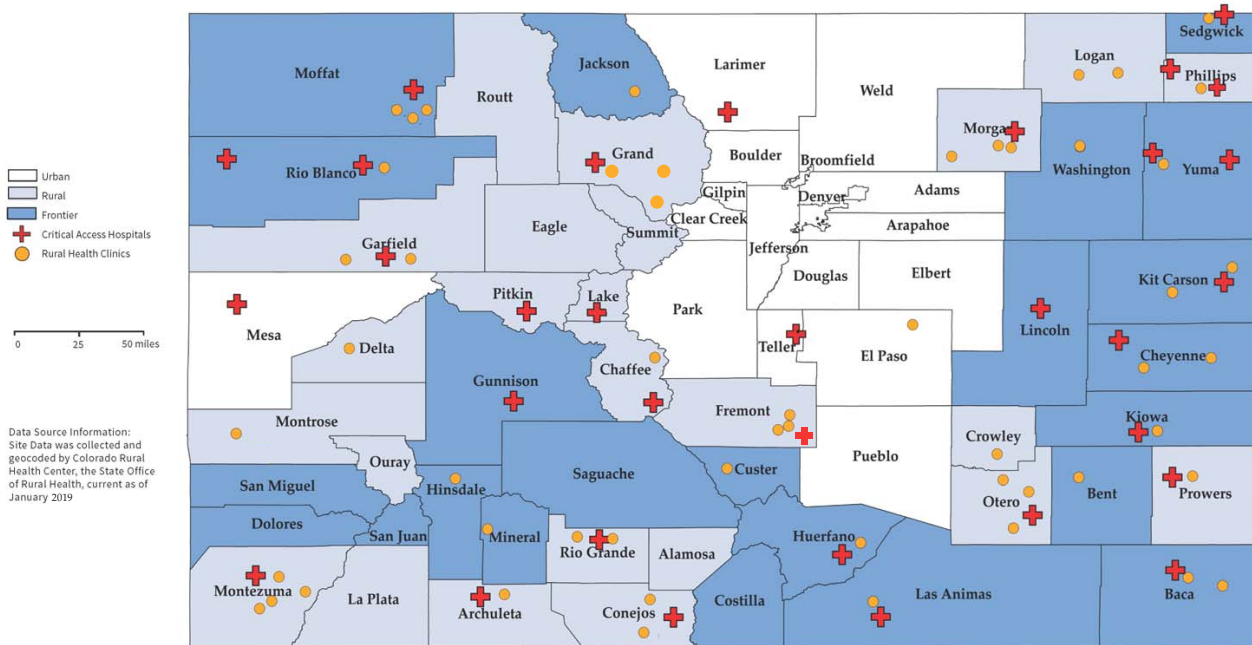 Sedgwick
Jackson
Larimer
Logan
Moffat
Phillips
Routt
Weld
Morgan
Grand
Boulder
Broomfield
Washington
Yuma
Rio Blanco
Urban
Rural
Gilpin
Denver
Adams
Frontier
Clear Creek
Arapahoe
Eagle
Summit
Critical Access Hospitals
Garfield
Jefferson
Rural Health Clinics
Douglas
Elbert
Kit Carson
Pitkin
Lake
Park
Lincoln
Mesa
0 25 50 miles
Teller
Delta
El Paso
Cheyenne
Chaffee
Gunnison
Fremont
Montrose
Kiowa
Data Source Information:
Site Data was collected and
geocoded by Colorado Rural
Health Center, the State Office
of Rural Health, current as of
January 2019
Crowley
Pueblo
Ouray
Custer
Saguache
San Miguel
Hinsdale
Otero
Bent
Prowers
Dolores
San Juan
Mineral
Huerfano
Rio Grande
Alamosa
Montezuma
La Plata
Archuleta
Conejos
Costilla
Las Animas
Baca